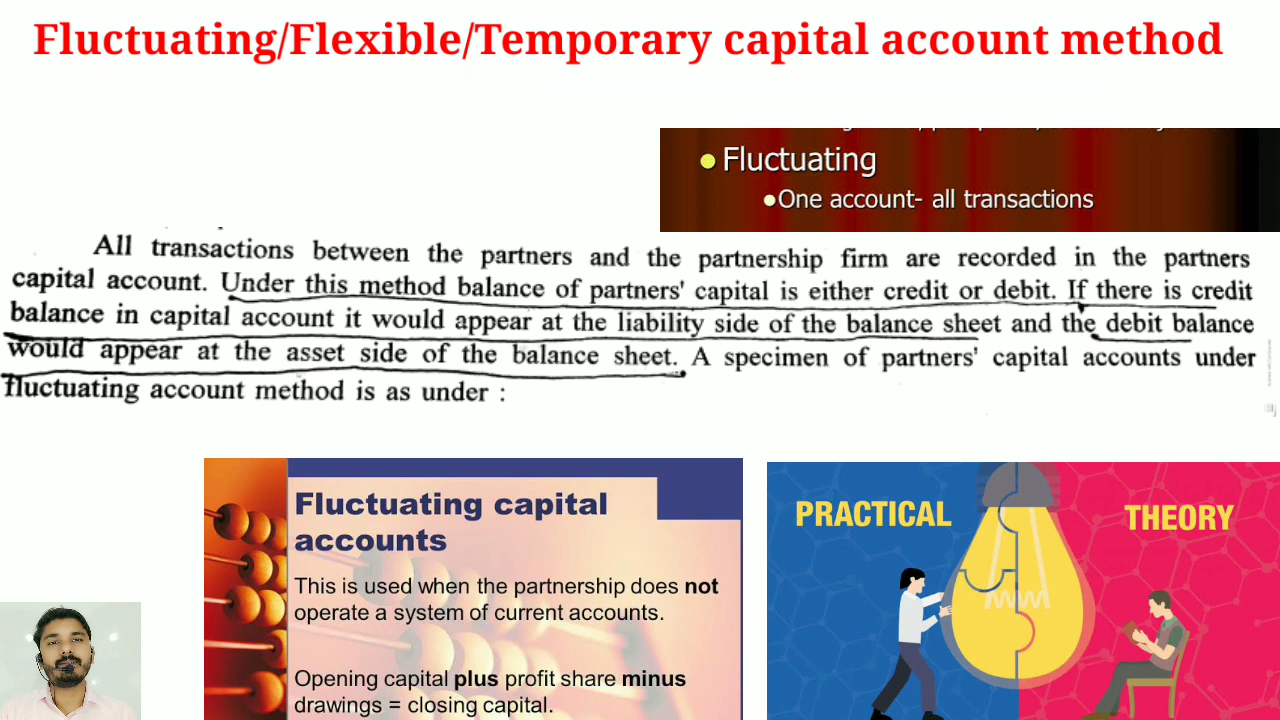 Fluctuating/Flexible/Temporary capital account method
Fluctuating
One account- all transactions
All transactions between the partners and the partnership firm are recorded in the partners
capital account. Under this method balance of partners' capital is either credit or debit. If there is credit
balance in capital account it would appear at the liability side of the balance sheet and the debit balance
would appear at the asset side of the balance sheet. A specimen of partners' capital accounts under
fluctuating account method is as under :
Fluctuating capital
accounts
This is used when the partnership does not
operate a system of current accounts.
Opening capital plus profit share minus
drawings = closing capital.
PRACTICAL
THEORY